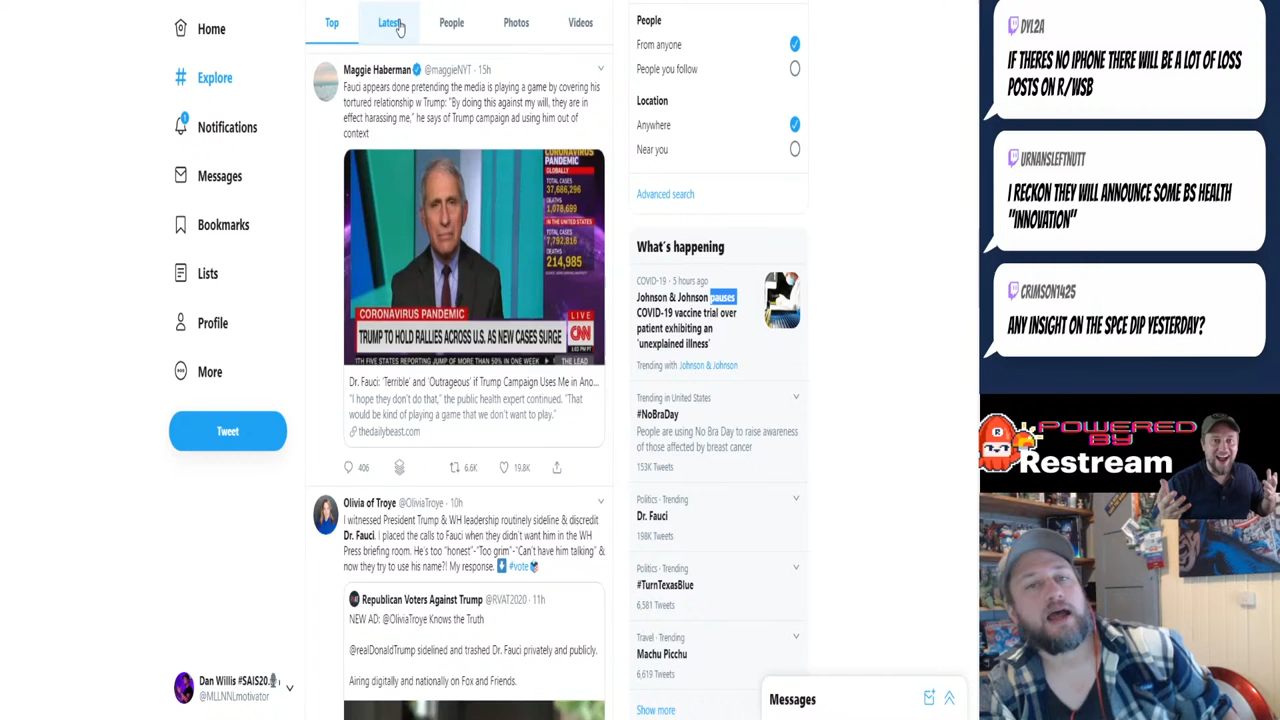 Home
Explore
1
Notifications
Messages
Bookmarks
Lists
Profile
More
Tweet
Dan Willis #SAIS20.
@MLLNNLmotivator
Top
Latest
People
Photos
Videos
Maggie Haberman @maggieNYT · 15h
Fauci appears done pretending the media is playing a game by covering his
tortured relationship w Trump: "By doing this against my will, they are in
effect harassing me," he says of Trump campaign ad using him out of
context
CORONAVIRUS
PANDEMIC
GLOBALLY
TOTAL CASES
37,686,296
DEATHS
1,078,699
IN THE UNITED STATES
TOTAL CASES
7,792,816
DEATHS
214,985
CORONAVIRUS PANDEMIC
LIVE
TRUMP TO HOLD RALLIES ACROSS U.S. AS NEW CASES SURGE
CNN
TH FIVE STATES REPORTING JUMP OF MORE THAN 50% IN ONE WEEK
THE LEAD
Dr. Fauci: 'Terrible' and 'Outrageous' if Trump Campaign Uses Me in Ano...
"I hope they don't do that," the public health expert continued. "That
would be kind of playing a game that we don't want to play."
thedailybeast.com
406
6.6K
19.8K
Olivia of Troye @OliviaTroye · 10h
I witnessed President Trump & WH leadership routinely sideline & discredit
Dr. Fauci. I placed the calls to Fauci when they didn't want him in the WH
Press briefing room. He's too "honest"-"Too grim"-"Can't have him talking" &
now they try to use his name?! My response. #vote
Republican Voters Against Trump @RVAT2020 · 11h
NEW AD: @OliviaTroye Knows the Truth
@realDonaldTrump sidelined and trashed Dr. Fauci privately and publicly.
Airing digitally and nationally on Fox and Friends.
People
From anyone
People you follow
Location
Anywhere
Near you
Advanced search
What's happening
COVID-19 · 5 hours ago
Johnson & Johnson pauses
COVID-19 vaccine trial over
patient exhibiting an
'unexplained illness'
Trending with Johnson & Johnson
Trending in United States
#NoBraDay
People are using No Bra Day to raise awareness
of those affected by breast cancer
153K Tweets
Politics · Trending
Dr. Fauci
198K Tweets
Politics · Trending
#TurnTexasBlue
6,581 Tweets
Travel · Trending
Machu Picchu
6,619 Tweets
Show more
Messages
DYL2A
IF THERES NO IPHONE THERE WILL BE A LOT OF LOSS
POSTS ON R/WSB
URNANSLEFTNUTT
I RECKON THEY WILL ANNOUNCE SOME BS HEALTH
"INNOVATION"
CRIMSON1425
ANY INSIGHT ON THE SPCE DIP YESTERDAY?
POWERED
BY
Restream